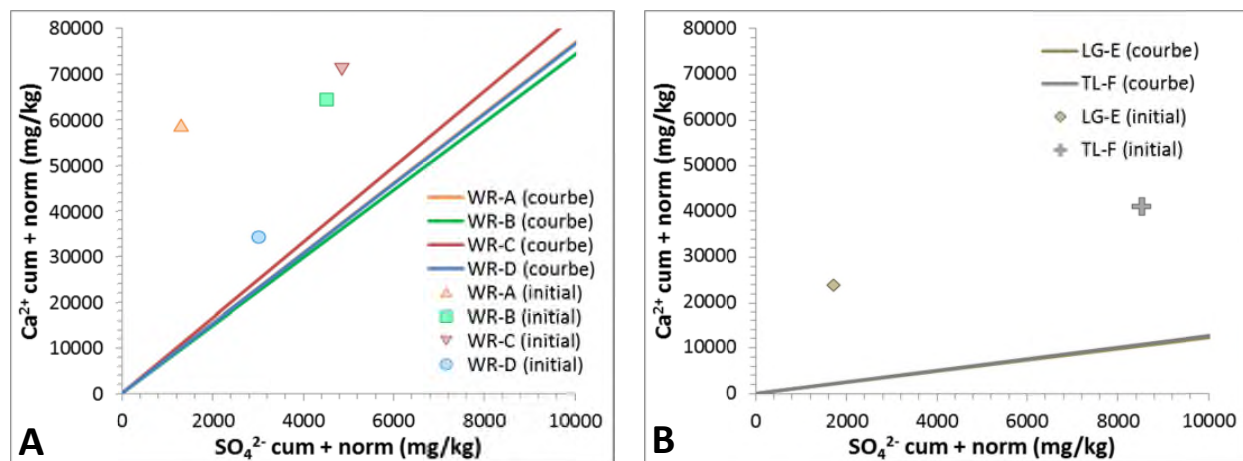 80000
70000
60000
50000
40000
30000
20000
10000
0
Ca²⁺ cum + norm (mg/kg)
WR-A (courbe)
WR-B (courbe)
WR-C (courbe)
WR-D (courbe)
WR-A (initial)
WR-B (initial)
WR-C (initial)
WR-D (initial)
0 2000 4000 6000 8000 10000
SO₄²⁻ cum + norm (mg/kg)
A
80000
70000
60000
50000
40000
30000
20000
10000
0
Ca²⁺ cum + norm (mg/kg)
LG-E (courbe)
TL-F (courbe)
LG-E (initial)
TL-F (initial)
0 2000 4000 6000 8000 10000
SO₄²⁻ cum + norm (mg/kg)
B